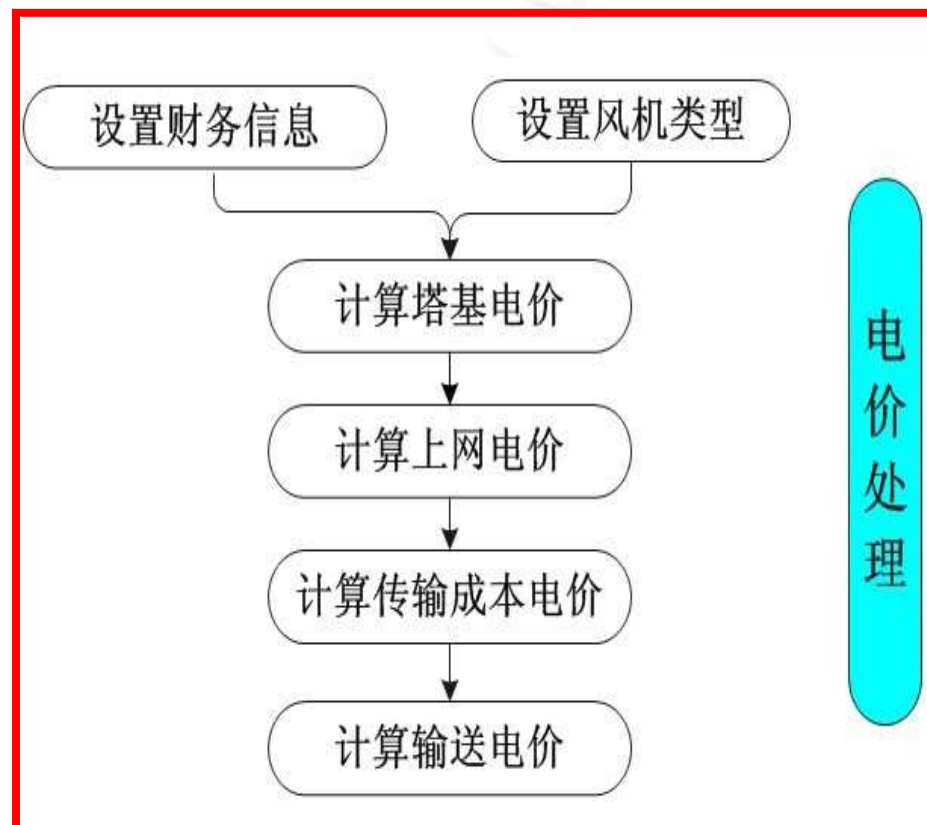 设置财务信息
设置风机类型
计算塔基电价
计算上网电价
计算传输成本电价
计算输送电价
电价处理